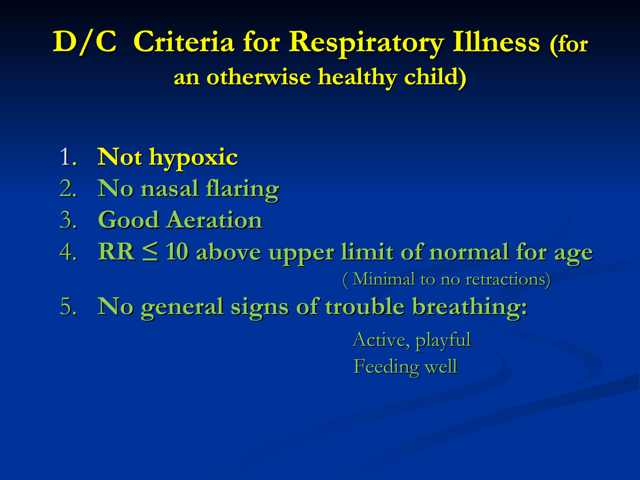 D/C Criteria for Respiratory Illness (for
an otherwise healthy child)
1. Not hypoxic
2. No nasal flaring
3. Good Aeration
4. RR ≤ 10 above upper limit of normal for age
( Minimal to no retractions)
5. No general signs of trouble breathing:
Active, playful
Feeding well